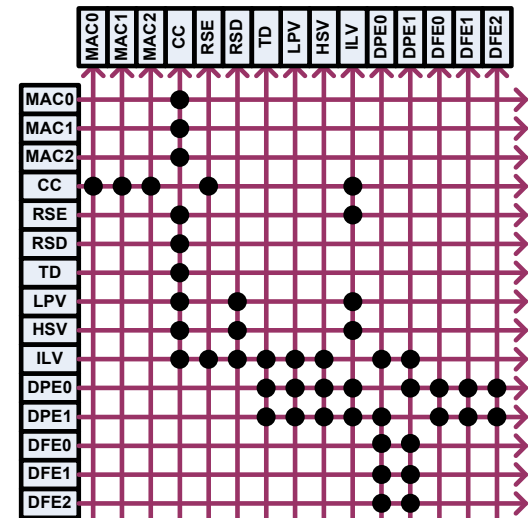 MAC0 MAC1 MAC2 CC RSE RSD TD LPV HSV ILV DPE0 DPE1 DFE0 DFE1 DFE2
MAC0
MAC1
MAC2
CC
RSE
RSD
TD
LPV
HSV
ILV
DPE0
DPE1
DFE0
DFE1
DFE2